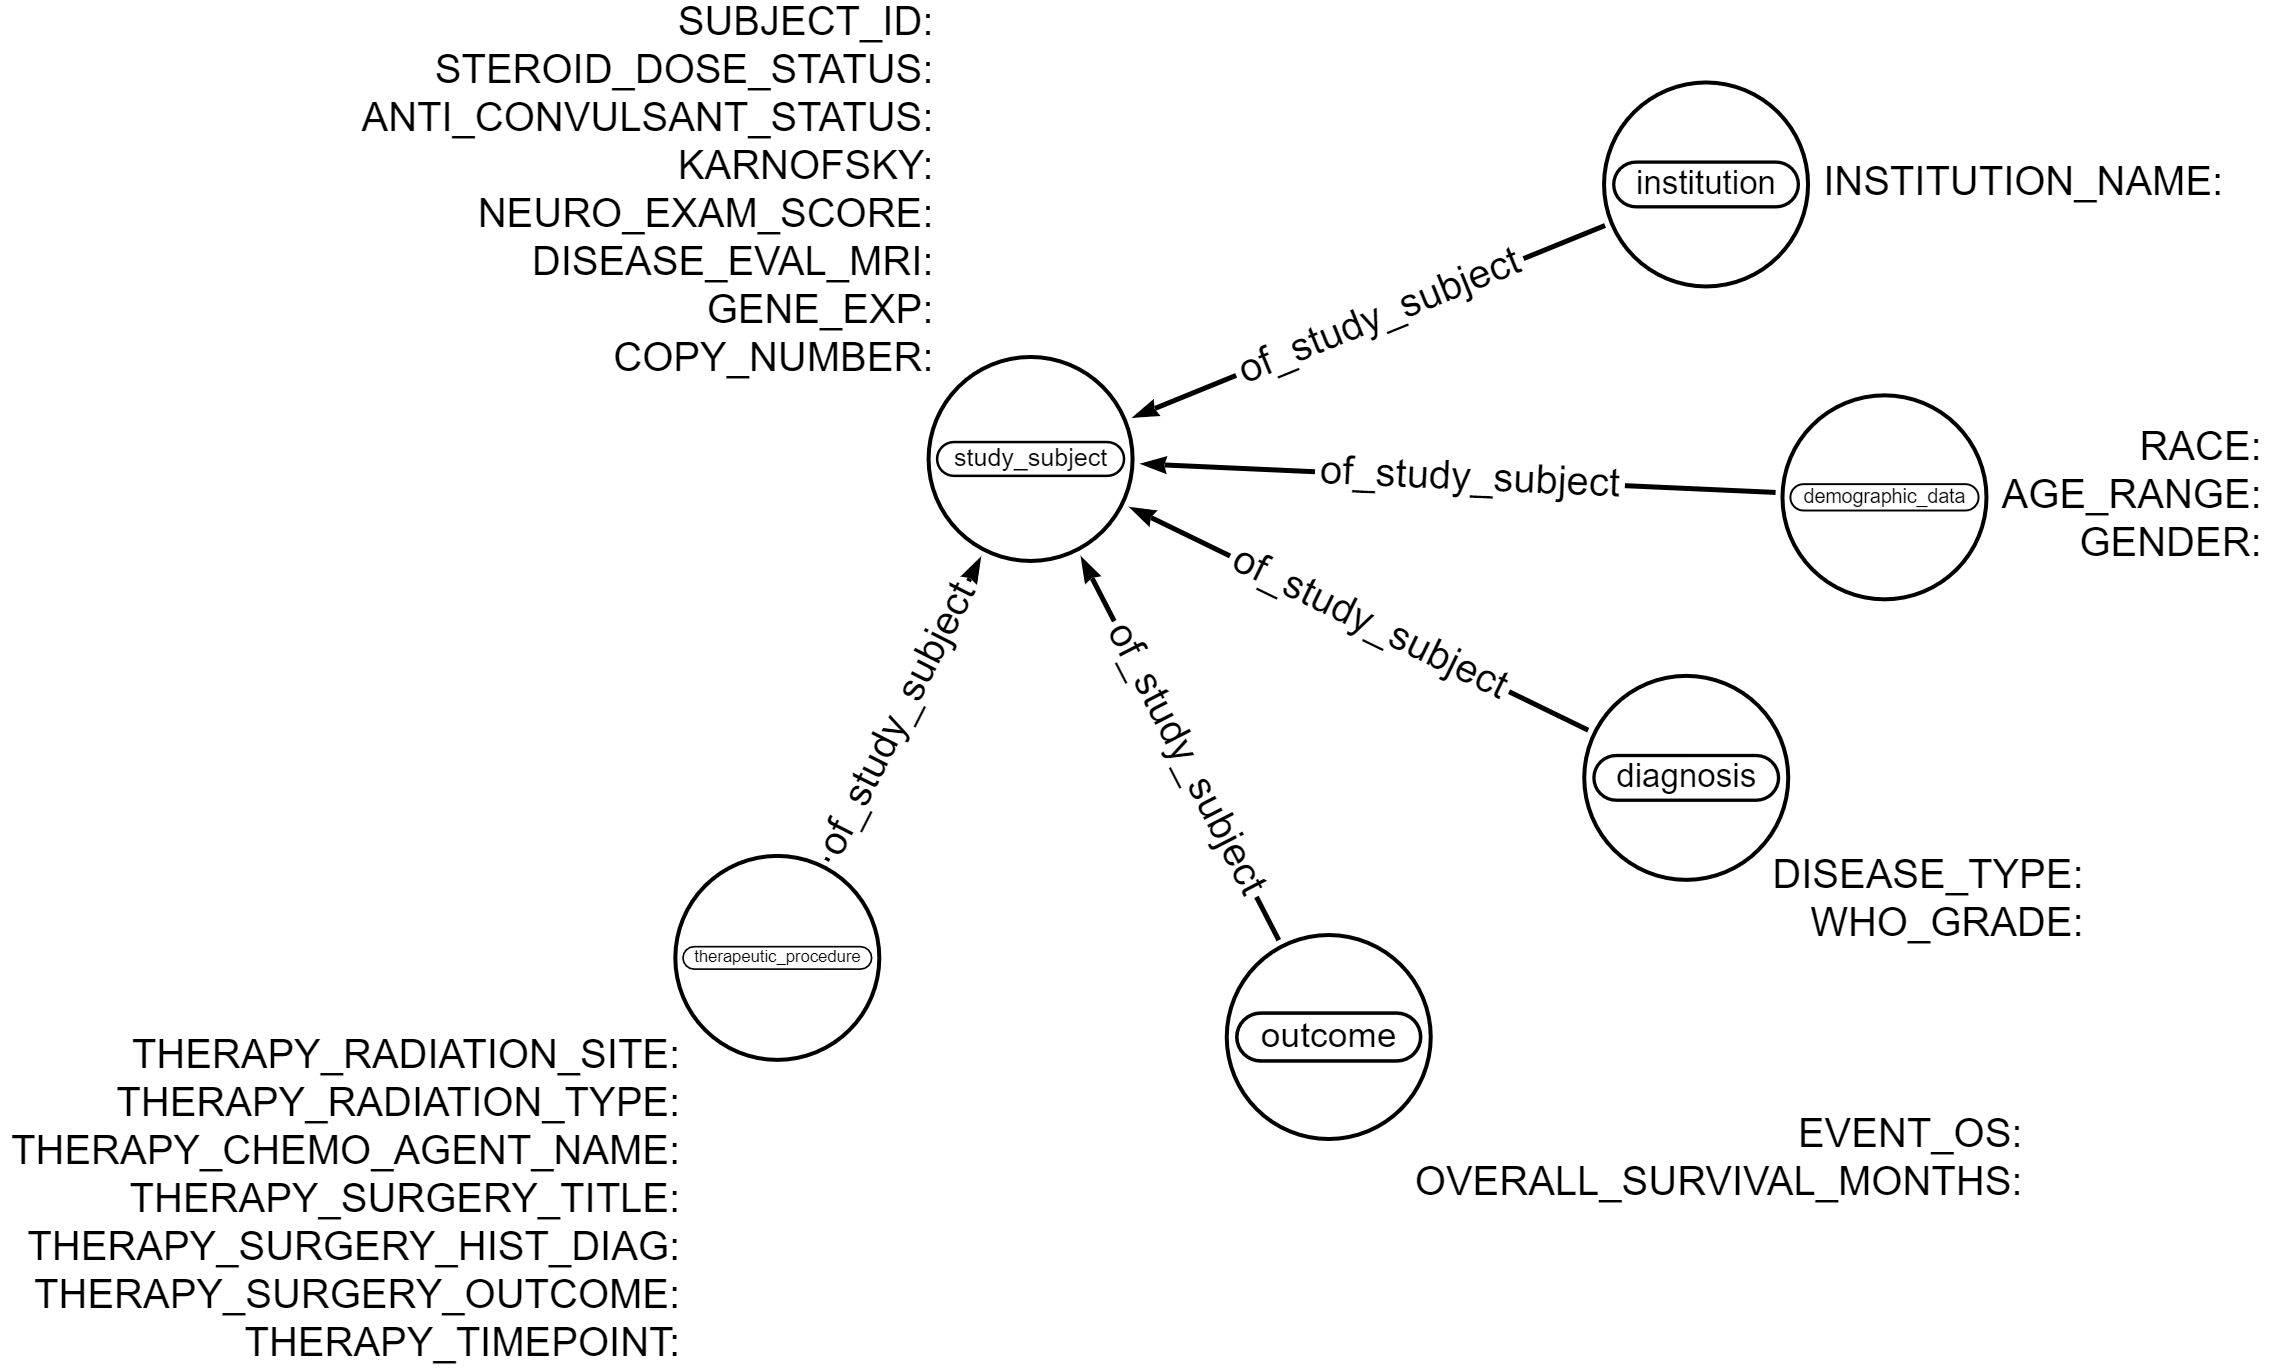 SUBJECT_ID:
STEROID_DOSE_STATUS:
ANTI_CONVULSANT_STATUS:
KARNOFSKY:
NEURO_EXAM_SCORE:
DISEASE_EVAL_MRI:
GENE_EXP:
COPY_NUMBER:
study_subject
institution
INSTITUTION_NAME:
of_study_subject
demographic_data
RACE:
AGE_RANGE:
GENDER:
of_study_subject
diagnosis
DISEASE_TYPE:
WHO_GRADE:
of_study_subject
outcome
EVENT_OS:
OVERALL_SURVIVAL_MONTHS:
of_study_subject
therapeutic_procedure
of_study_subject
THERAPY_RADIATION_SITE:
THERAPY_RADIATION_TYPE:
THERAPY_CHEMO_AGENT_NAME:
THERAPY_SURGERY_TITLE:
THERAPY_SURGERY_HIST_DIAG:
THERAPY_SURGERY_OUTCOME:
THERAPY_TIMEPOINT: